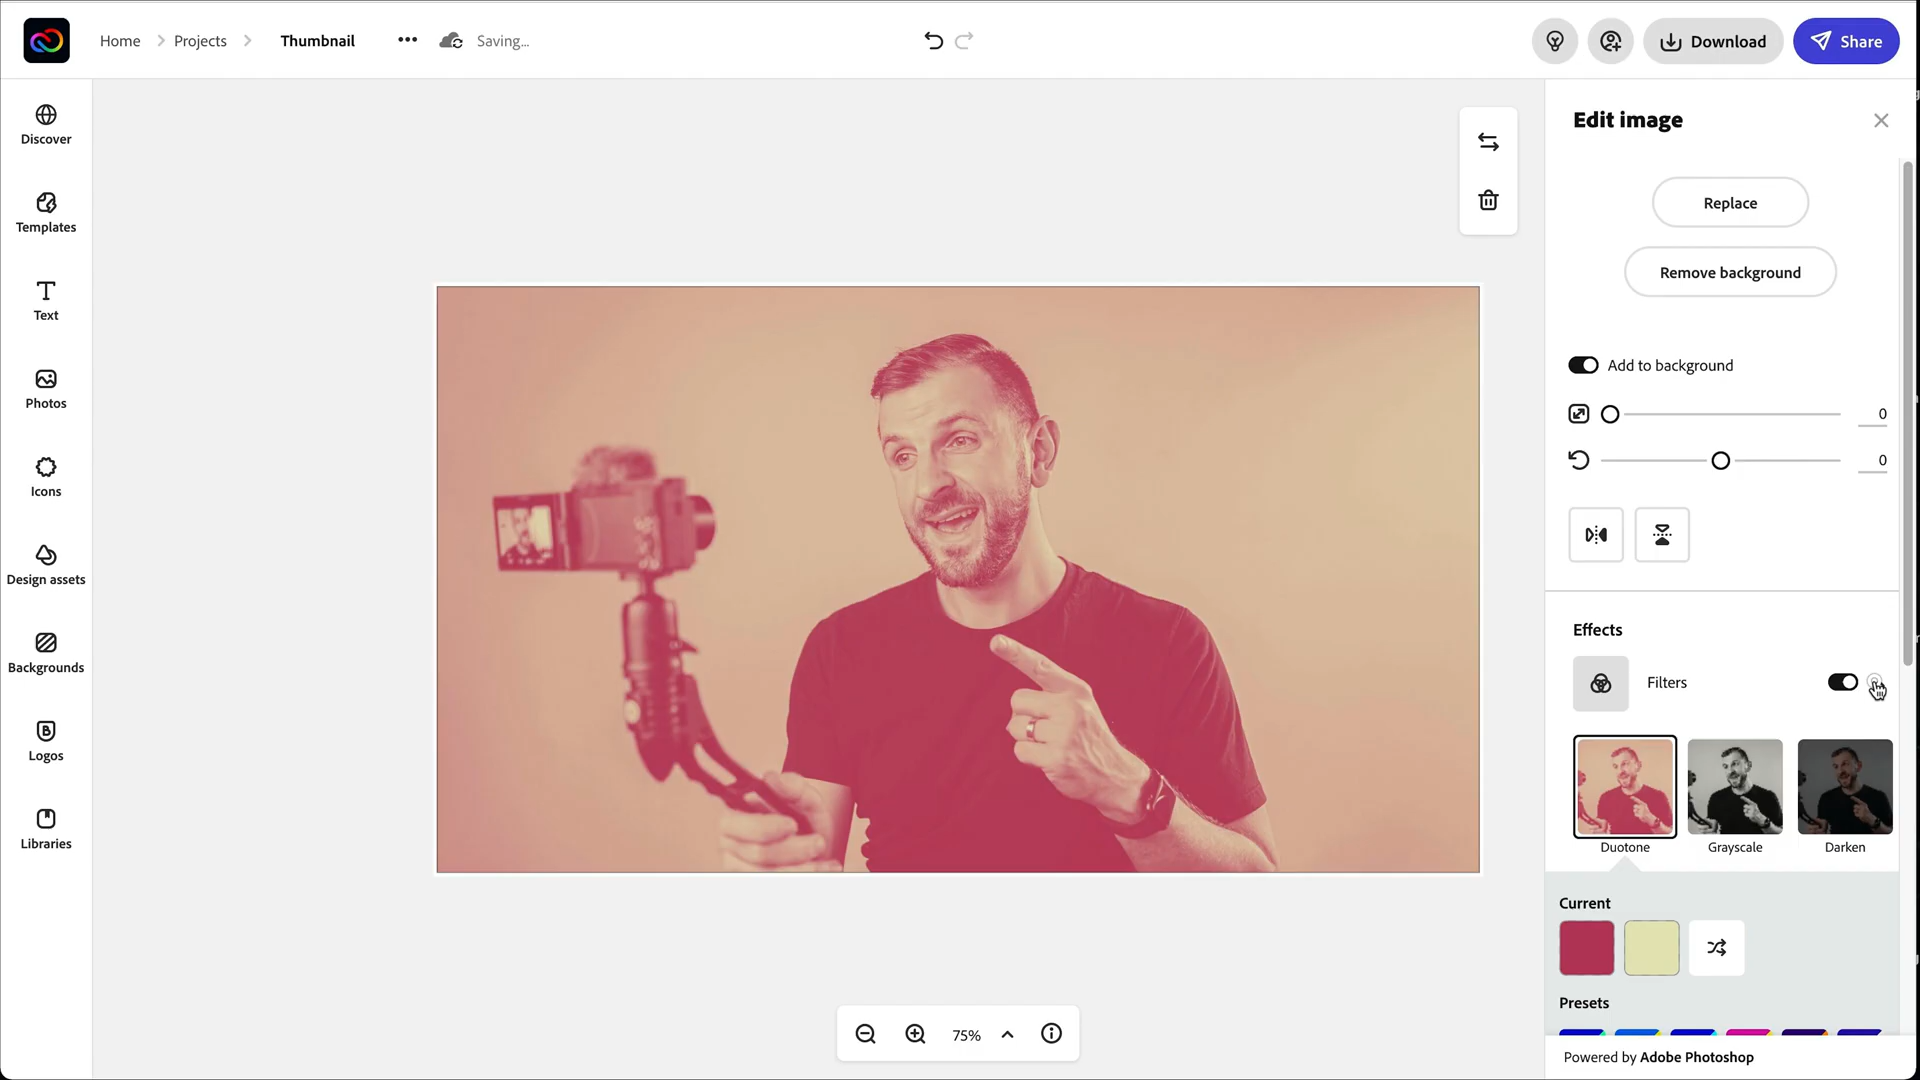 Home
Projects
Thumbnail
Saving...
Download
Share
Discover
Templates
Text
Photos
Icons
Design assets
Backgrounds
Logos
Libraries
Edit image
Replace
Remove background
Add to background
0
0
Effects
Filters
Duotone
Grayscale
Darken
Current
Presets
75%
Powered by Adobe Photoshop